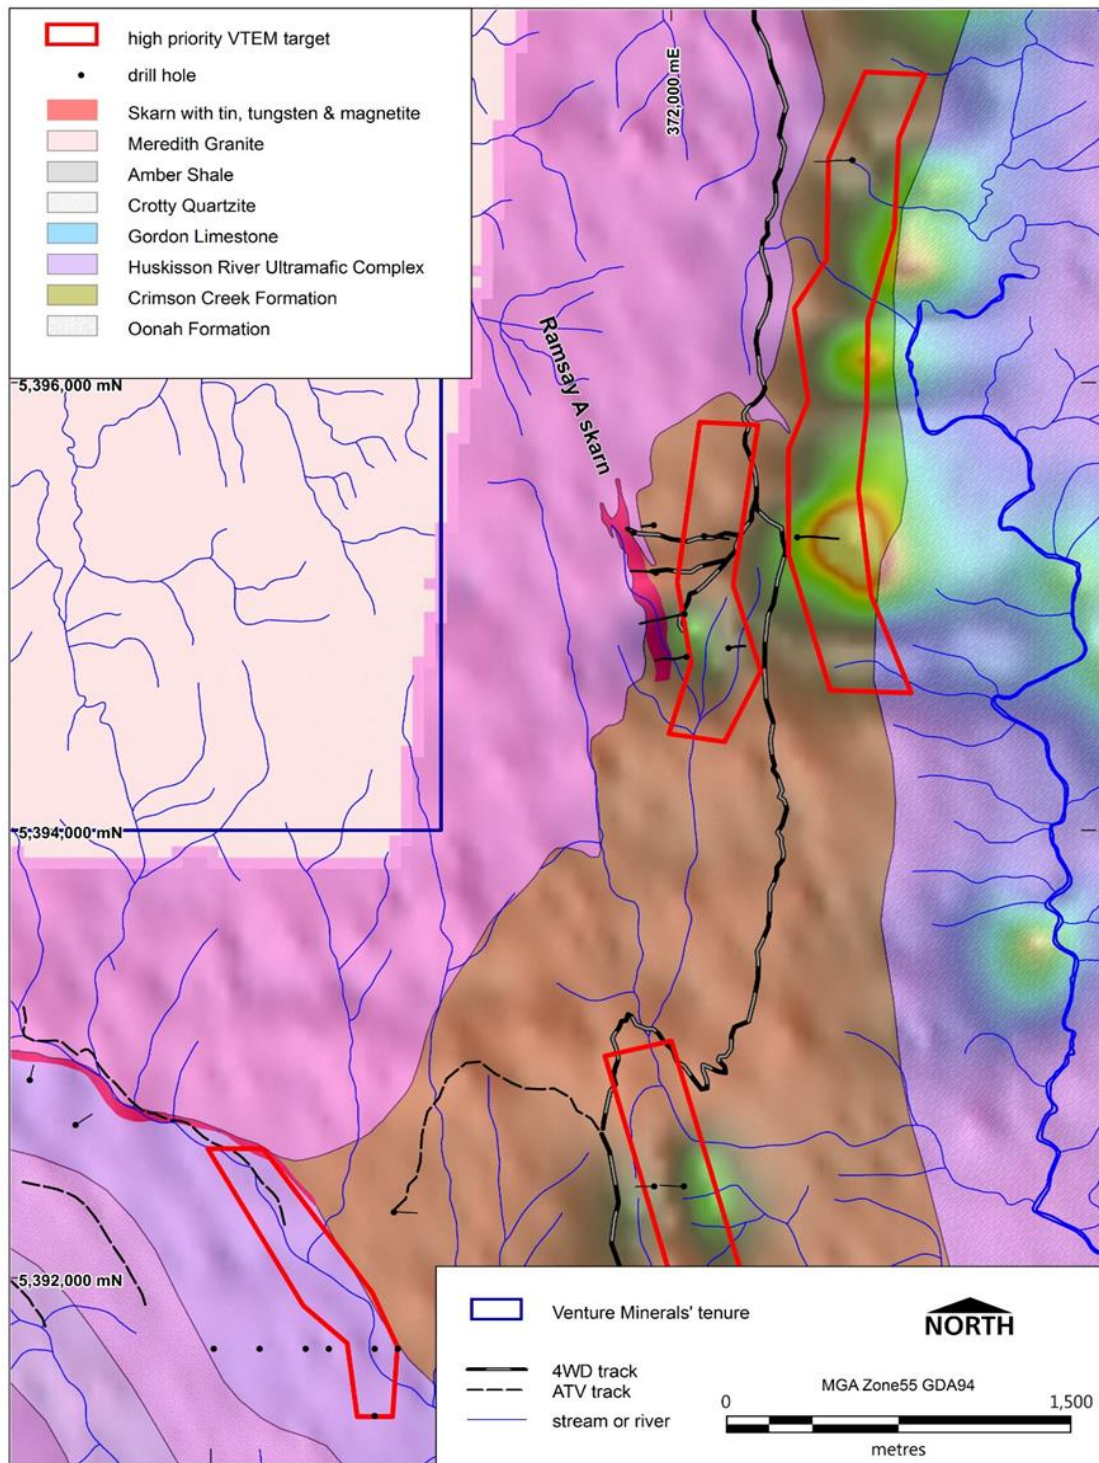 high priority VTEM target
drill hole
Skarn with tin, tungsten & magnetite
Meredith Granite
Amber Shale
Crotty Quartzite
Gordon Limestone
Huskisson River Ultramafic Complex
Crimson Creek Formation
Oonah Formation
372,000 mE
5,396,000 mN
Ramsay A skarn
5,394,000 mN
5,392,000 mN
Venture Minerals' tenure
4WD track
ATV track
stream or river
NORTH
MGA Zone55 GDA94
0 1,500
metres